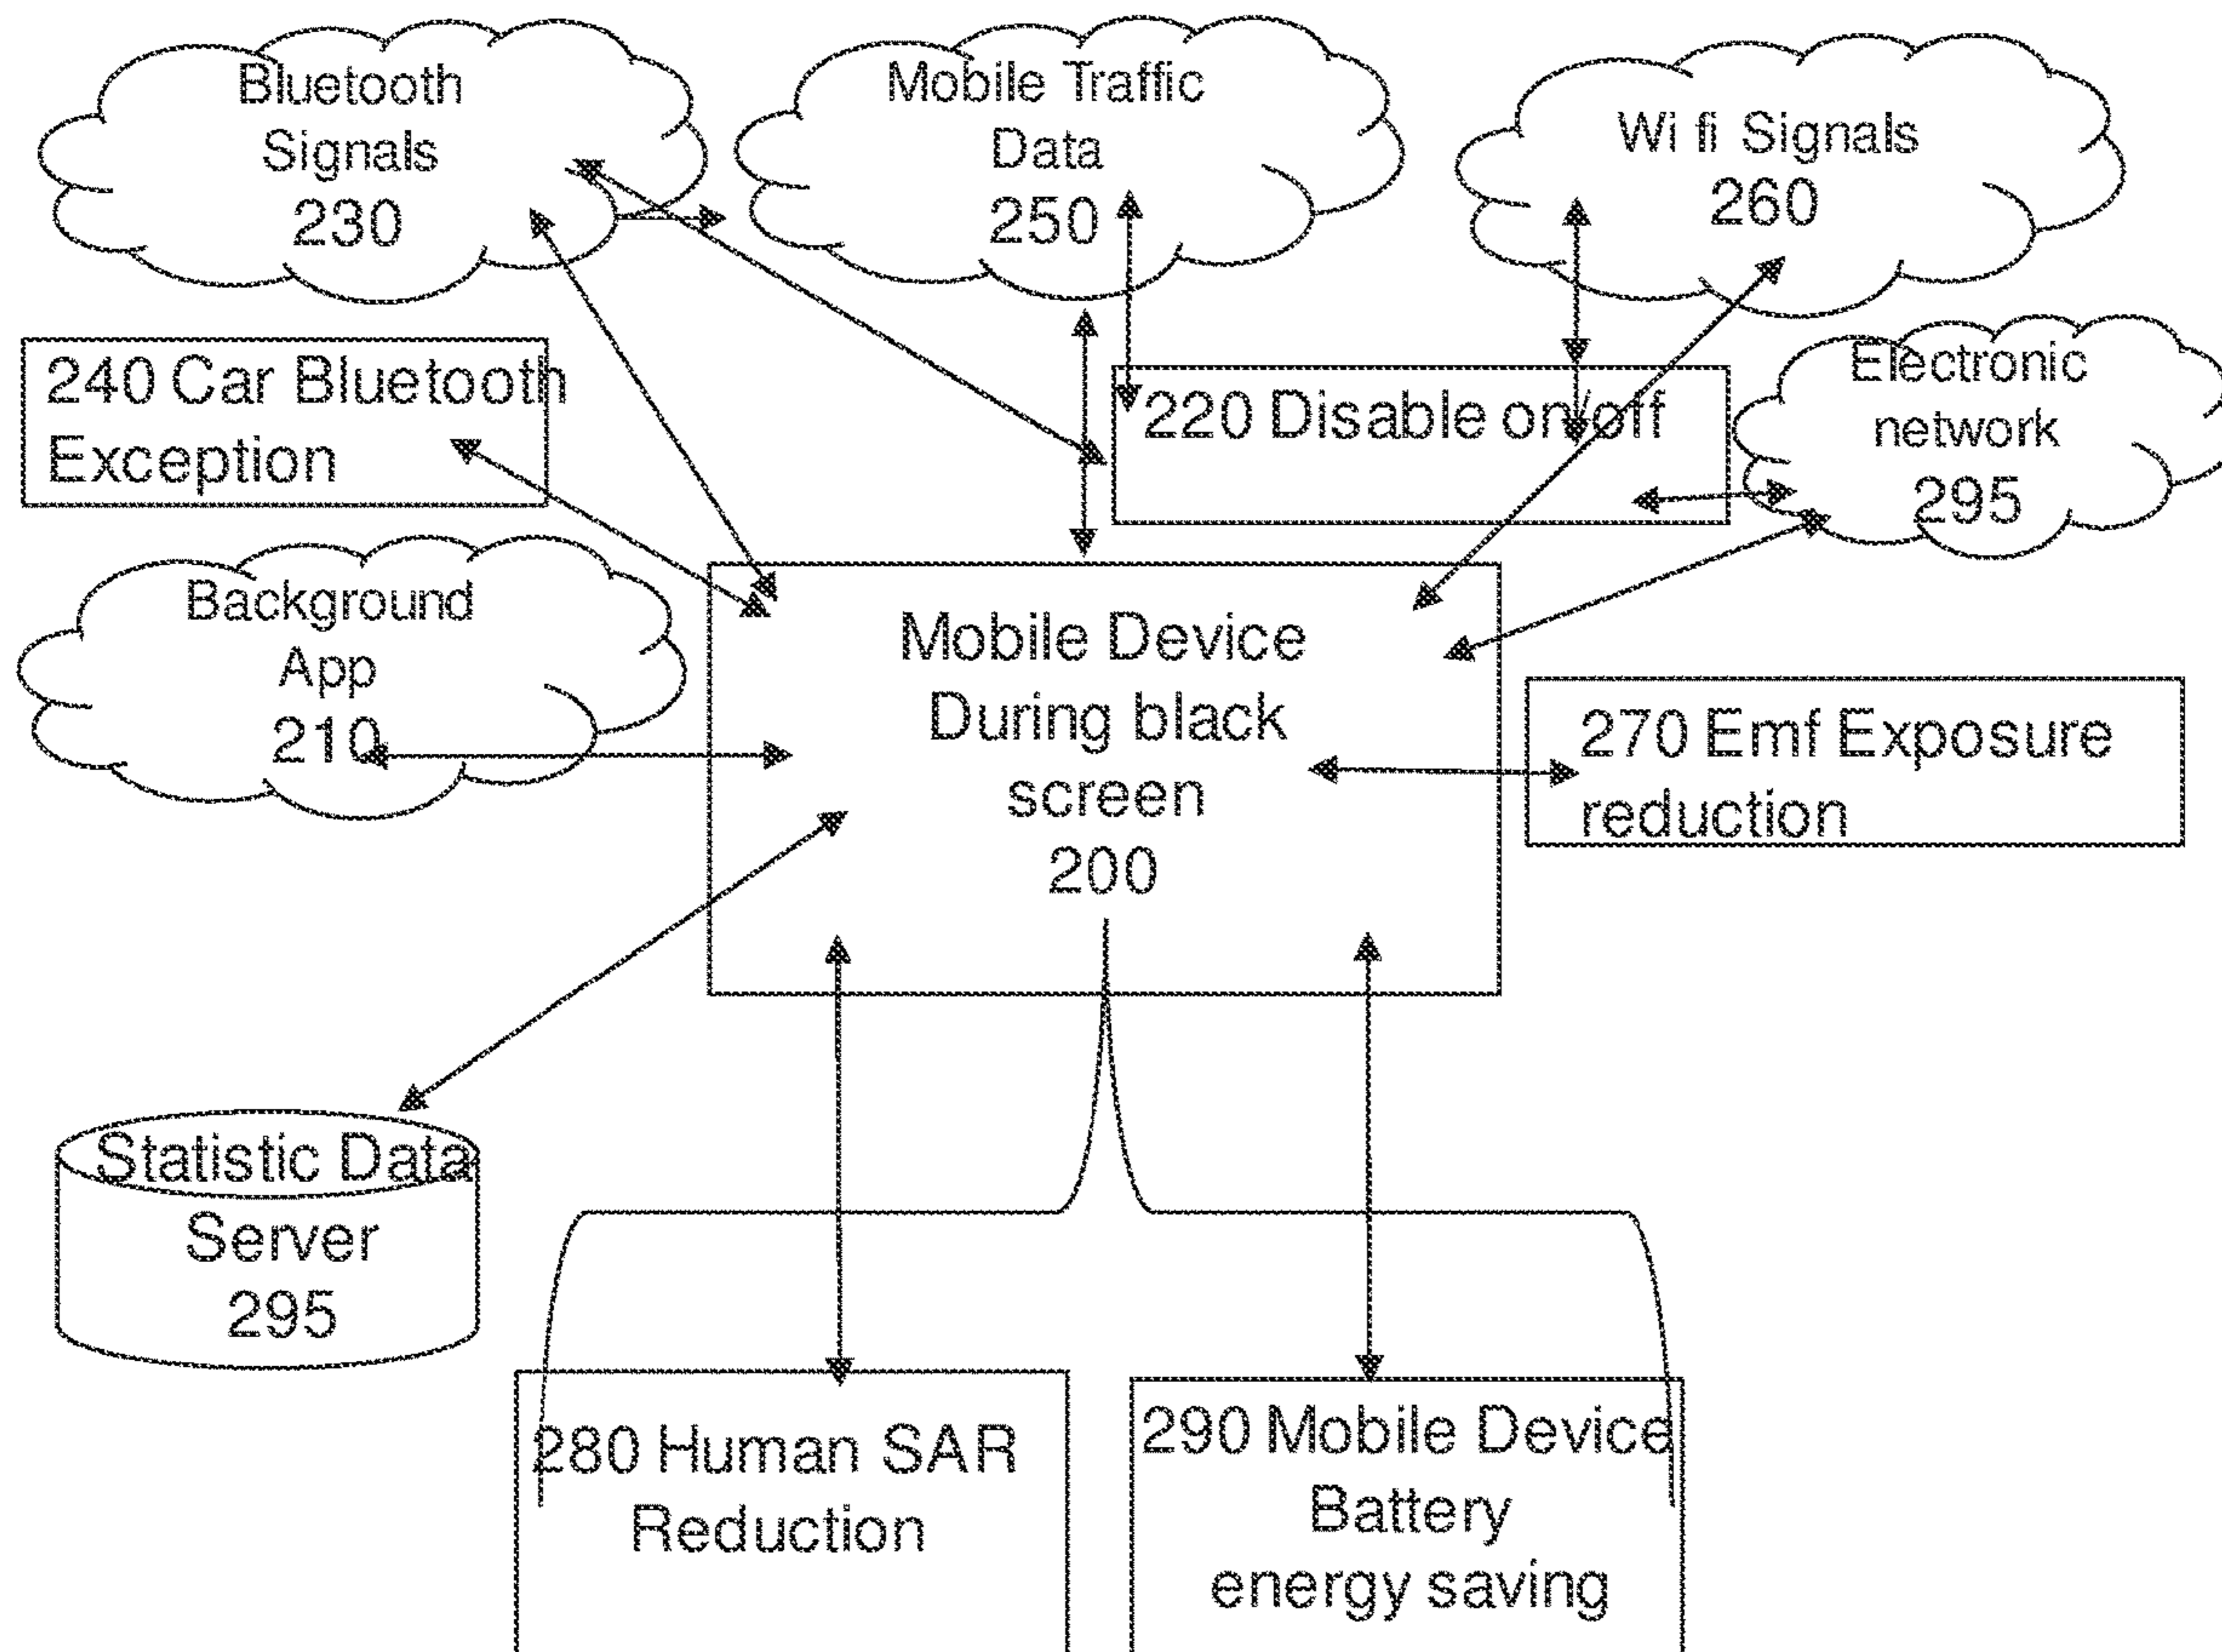 Bluetooth
Signals
230
Mobile Traffic
Data
250
Wi fi Signals
260
240 Car Bluetooth
Exception
220 Disable on/off
Electronic
network
295
Background
App
210
Mobile Device
During black
screen
200
270 Emf Exposure
reduction
Statistic Data
Server
295
280 Human SAR
Reduction
290 Mobile Device
Battery
energy saving